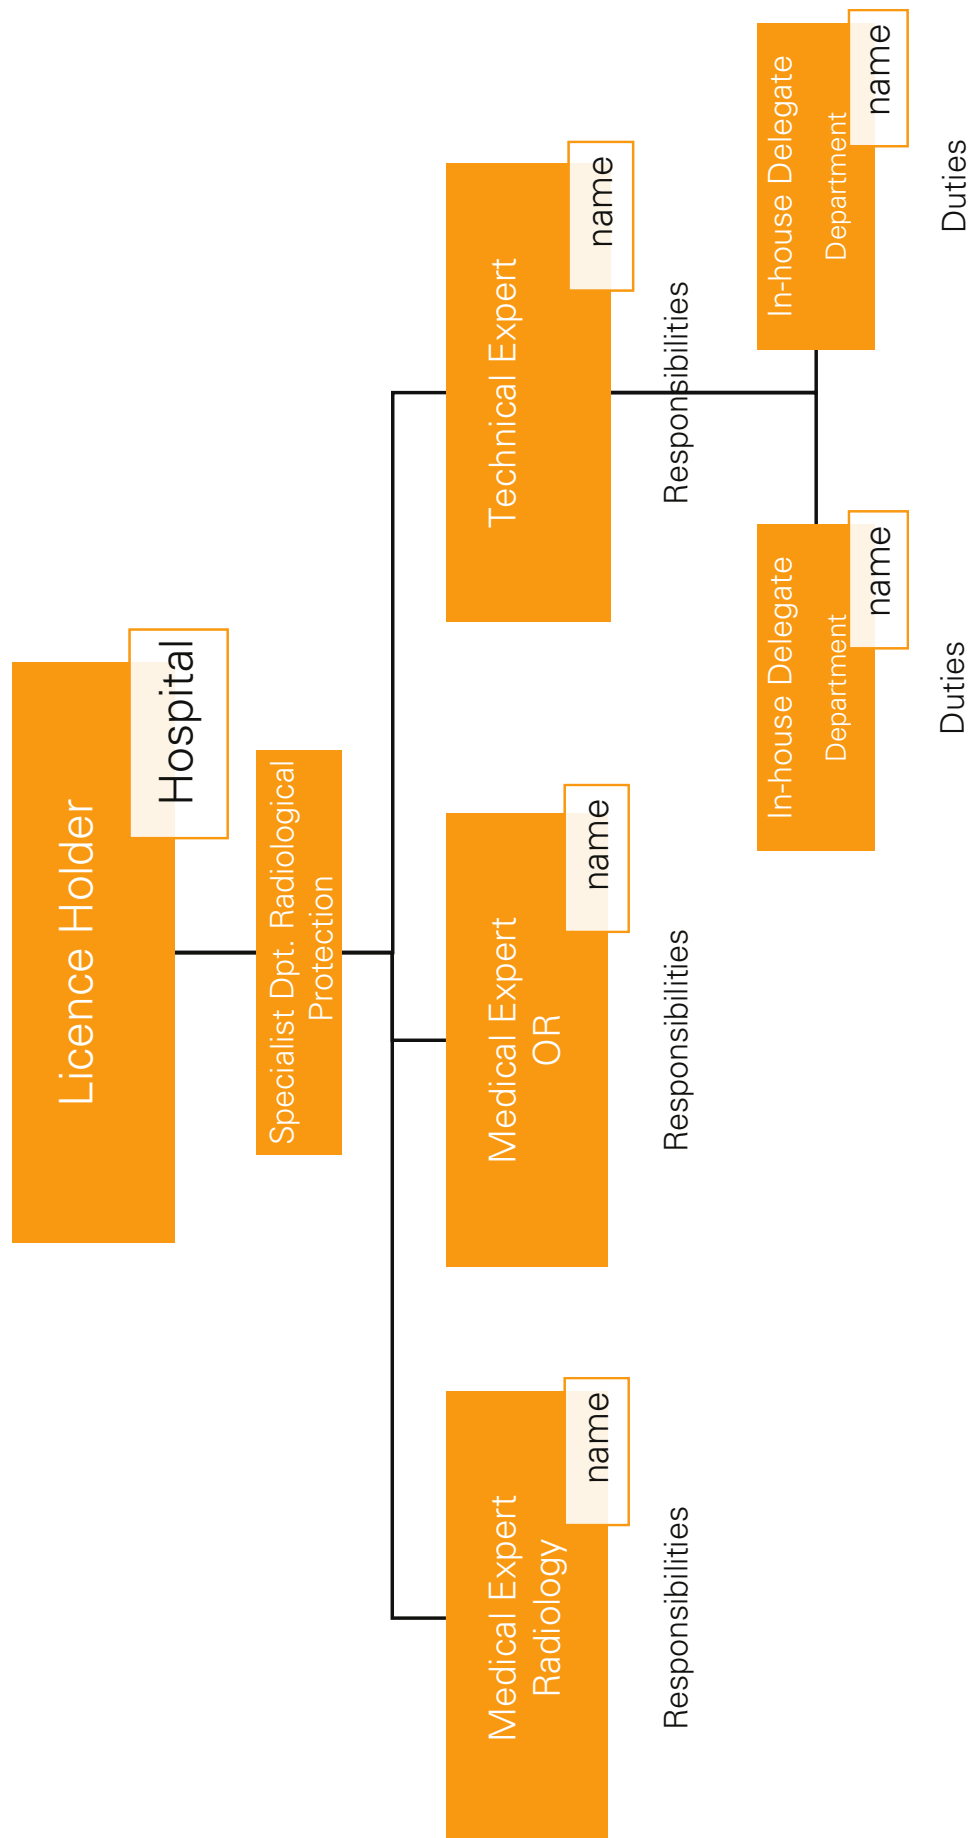 Licence Holder
Hospital
Specialist Dpt. Radiological
Protection
Medical Expert
Radiology
name
Responsibilities
Medical Expert
OR
name
Responsibilities
Technical Expert
name
Responsibilities
In-house Delegate
Department
name
Duties
In-house Delegate
Department
name
Duties